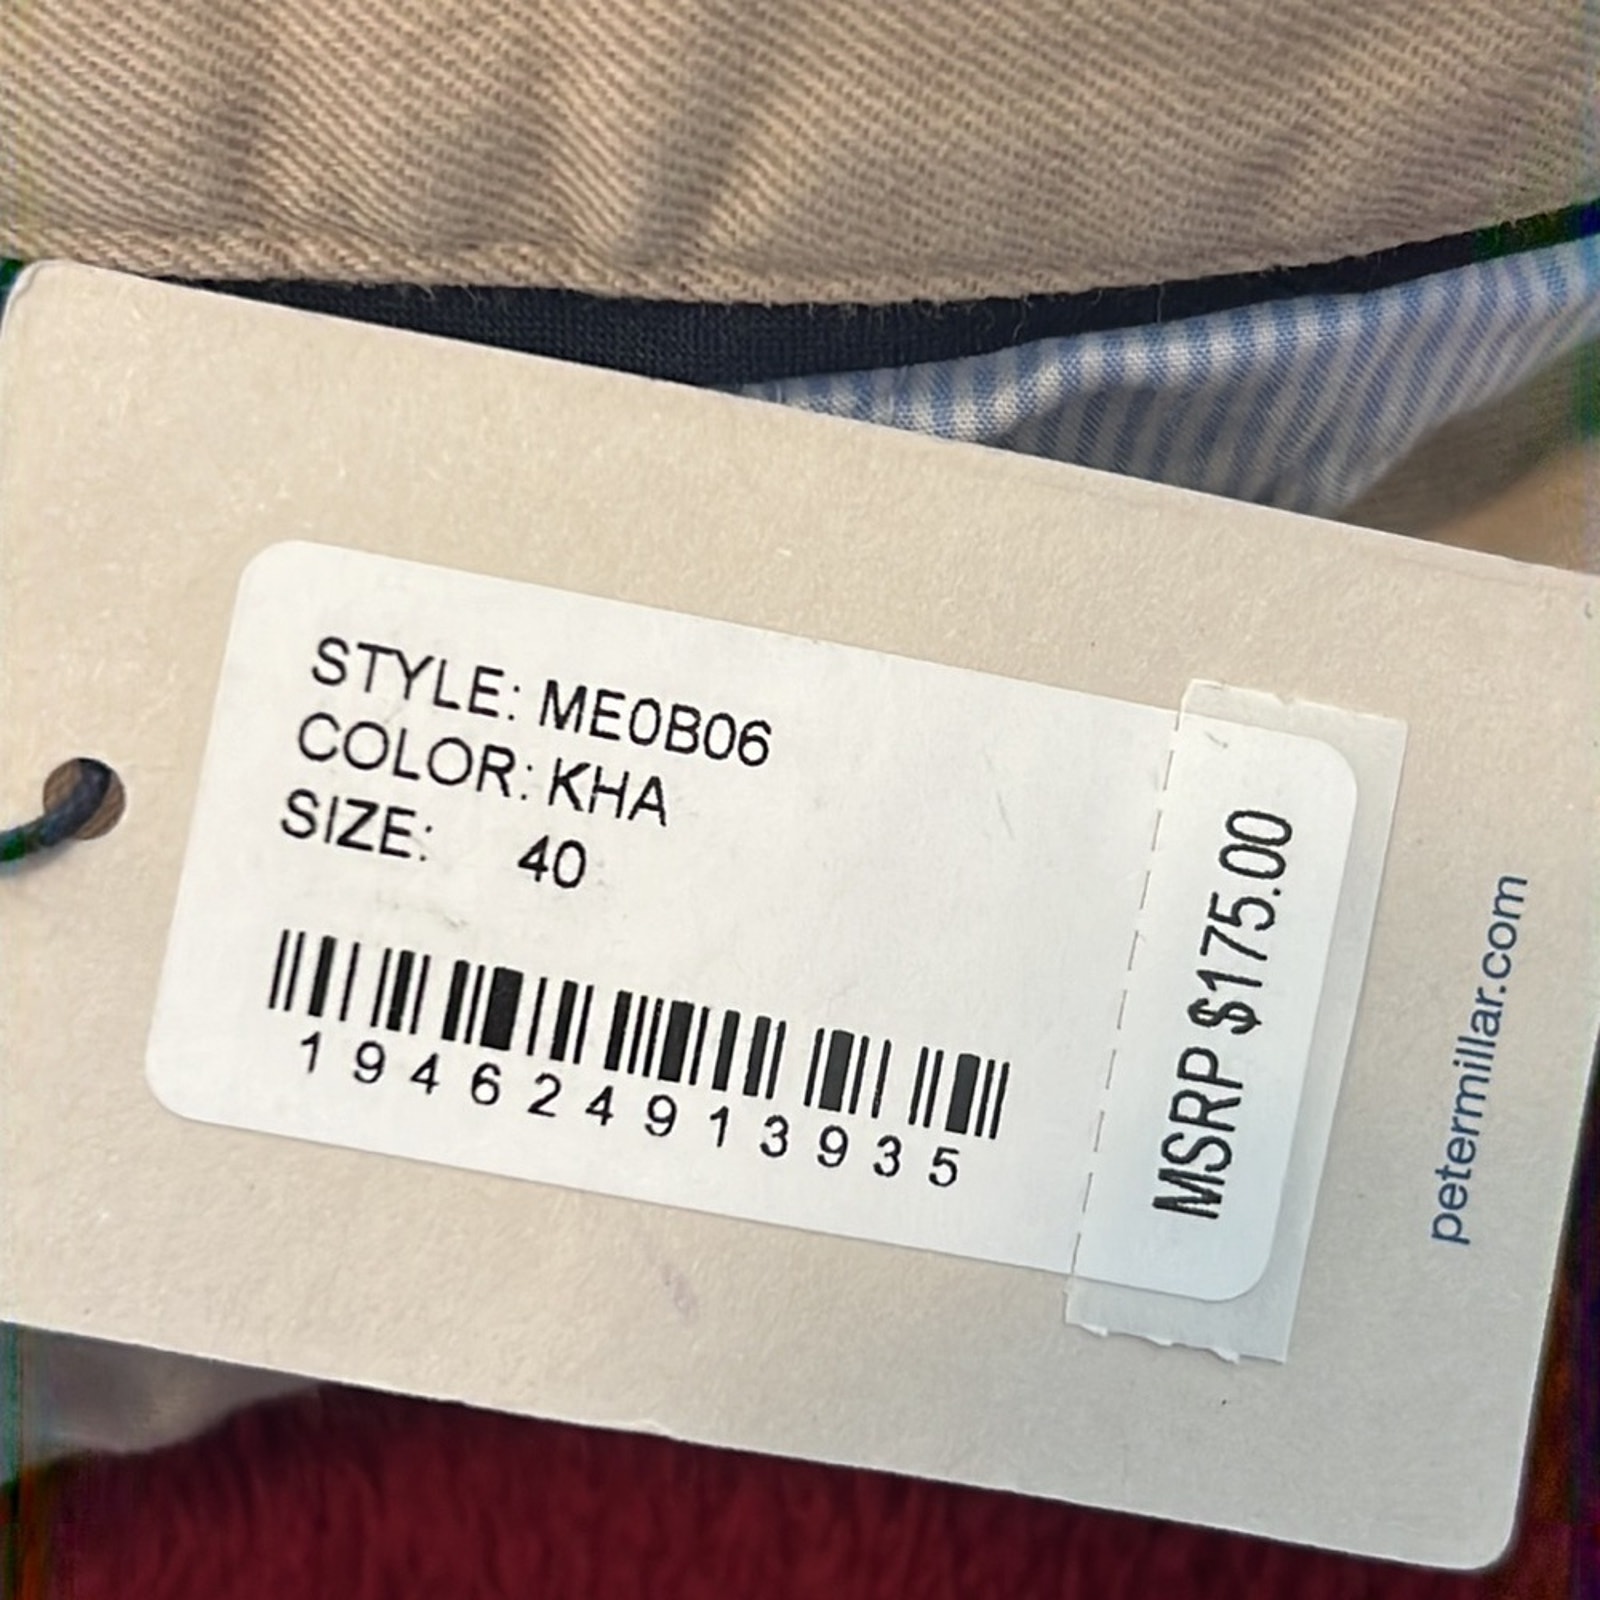 STYLE: ME0B06
COLOR: KHA
SIZE: 40
194624913935
MSRP $175.00
petermillar.com